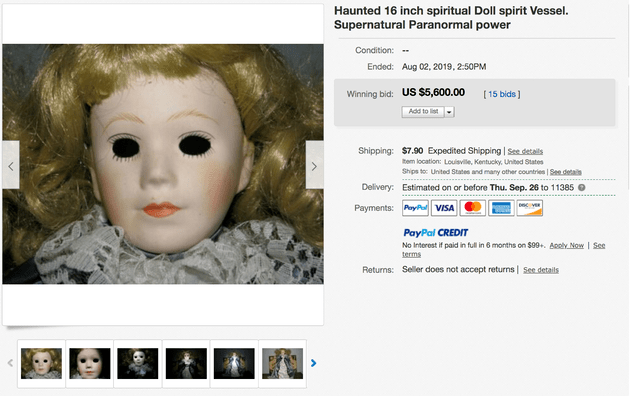 Haunted 16 inch spiritual Doll spirit Vessel.
Supernatural Paranormal power
Condition: --
Ended: Aug 02, 2019 , 2:50PM
Winning bid: US $5,600.00 [ 15 bids ]
Add to list
Shipping: $7.90 Expedited Shipping | See details
Item location: Louisville, Kentucky, United States
Ships to: United States and many other countries | See details
Delivery: Estimated on or before Thu. Sep. 26 to 11385 ?
Payments: PayPal VISA MasterCard AMERICAN EXPRESS DISCOVER
PayPal CREDIT
No Interest if paid in full in 6 months on $99+. Apply Now | See
terms
Returns: Seller does not accept returns | See details